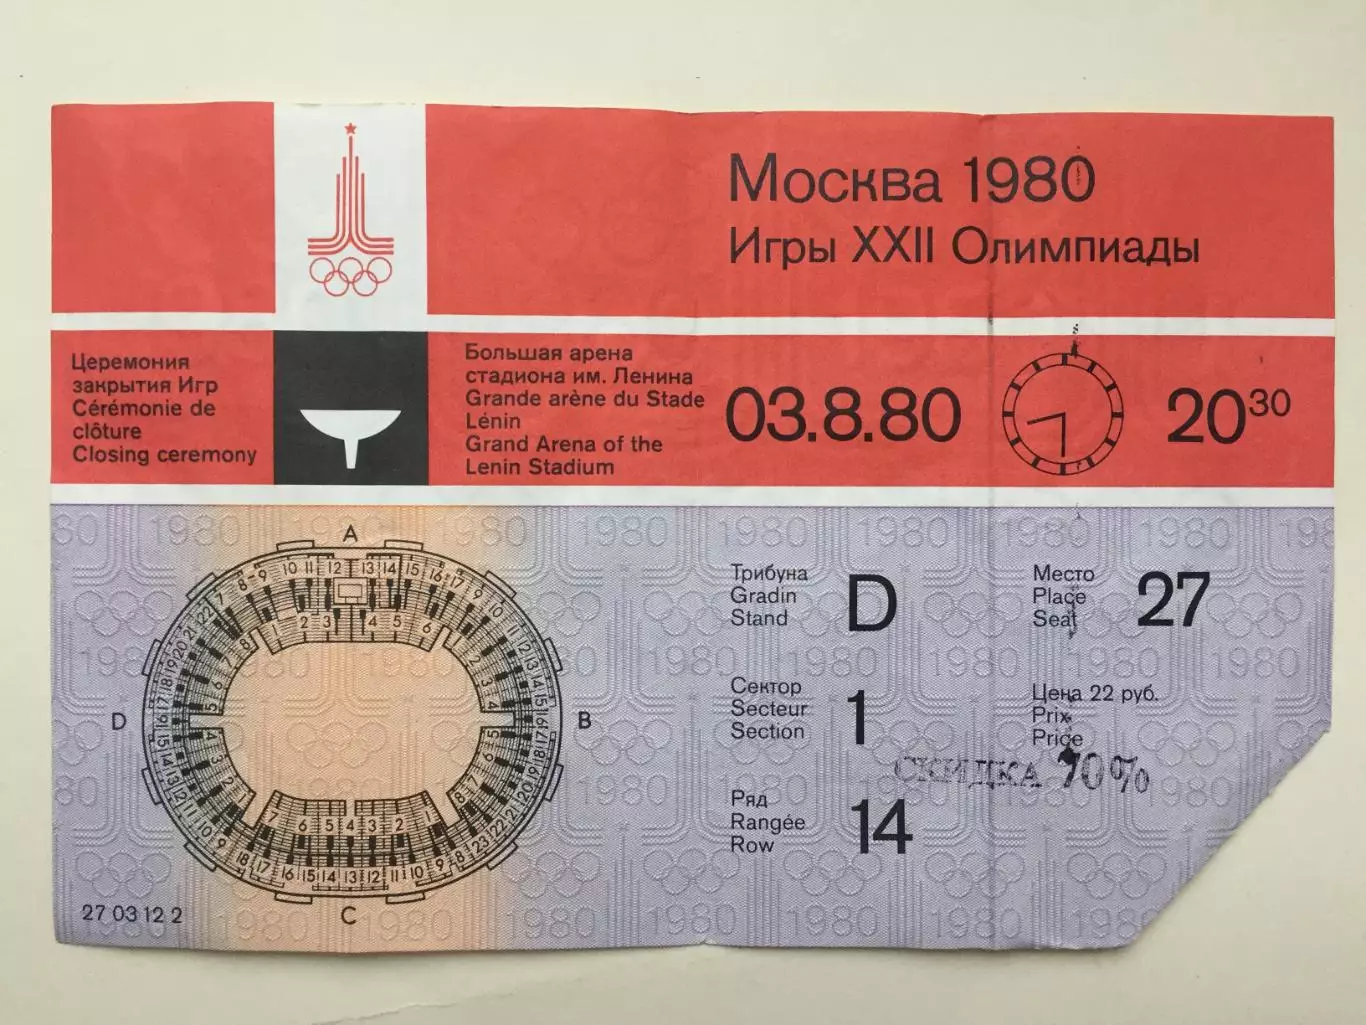 Москва 1980
Игры XXII Олимпиады
Церемония
закрытия Игр
Cérémonie de
clôture
Closing ceremony
Большая арена
стадиона им. Ленина
Grande arène du Stade
Lénin
Grand Arena of the
Lenin Stadium
03.8.80
20 30
Трибуна
Gradin
Stand
D
Место
Place
Seat
27
Сектор
Secteur
Section
1
Цена 22 руб.
Prix
Price
СКИДКА 70%
Ряд
Rangée
Row
14
A
B
C
D
27 03 12 2